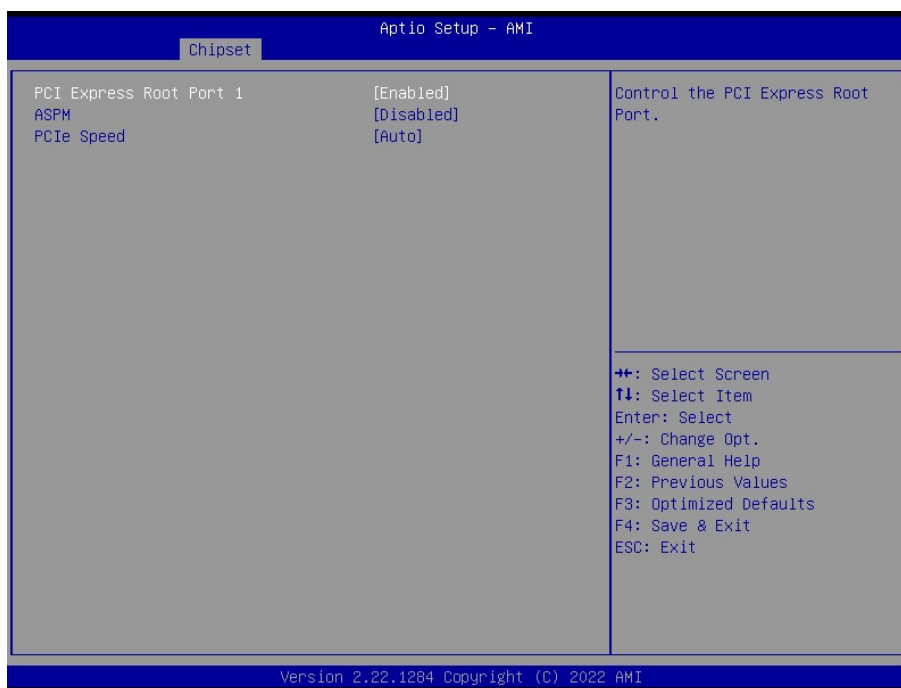 Aptio Setup - AMI
Chipset
PCI Express Root Port 1 [Enabled]
ASPM [Disabled]
PCIe Speed [Auto]
Control the PCI Express Root
Port.
→←: Select Screen
↑↓: Select Item
Enter: Select
+/-: Change Opt.
F1: General Help
F2: Previous Values
F3: Optimized Defaults
F4: Save & Exit
ESC: Exit
Version 2.22.1284 Copyright (C) 2022 AMI